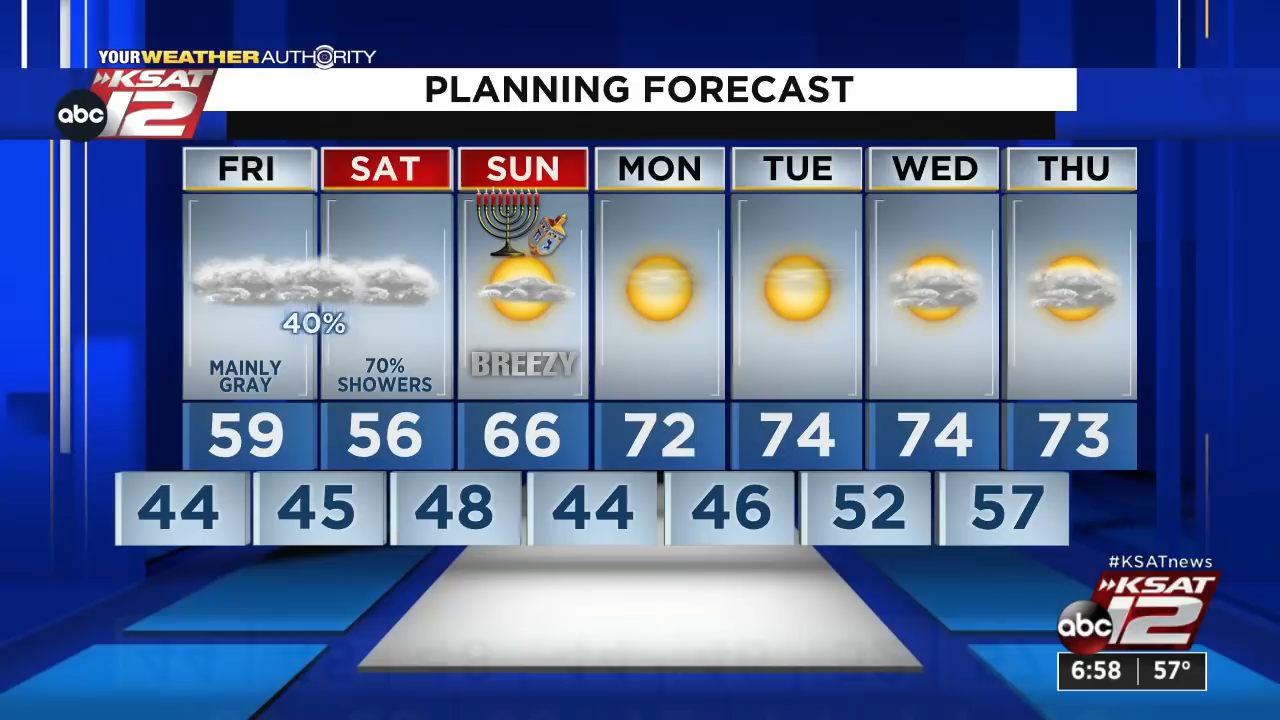 YOURWEATHERAUTHORITY
KSAT
abc 12
PLANNING FORECAST
FRI SAT SUN MON TUE WED THU
40%
MAINLY
GRAY
70%
SHOWERS
BREEZY
59 56 66 72 74 74 73
44 45 48 44 46 52 57
#KSATnews
KSAT
abc 12
6:58 57°